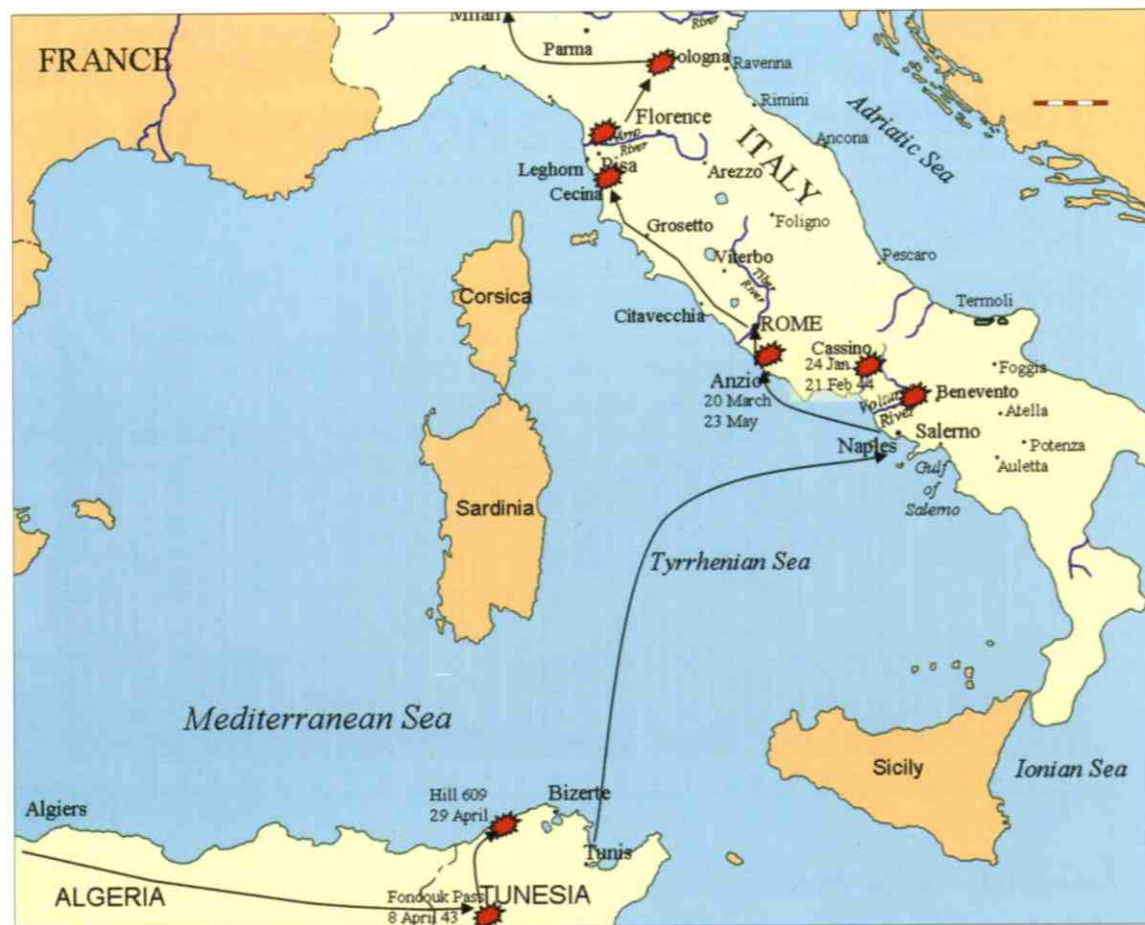 Milan
River
Parma
Bologna
FRANCE
Ravenna
Rimini
Adriatic Sea
Florence
Arno
River
ITALY
Ancona
Leghorn
Pisa
Cecina
Arezzo
Grosetto
Foligno
Viterbo
Tiber
River
Pescaro
Corsica
Citavecchia
ROME
Termoli
Cassino
24 Jan
21 Feb 44
Foggia
Anzio
20 March
23 May
Benevento
River
Atella
Salerno
Naples
Potenza
Auletta
Gulf
of
Salerno
Sardinia
Tyrrhenian Sea
Mediterranean Sea
Sicily
Ionian Sea
Hill 609
29 April
Bizerte
Algiers
Tunis
ALGERIA
Fondouk Pass
8 April 43
TUNESIA